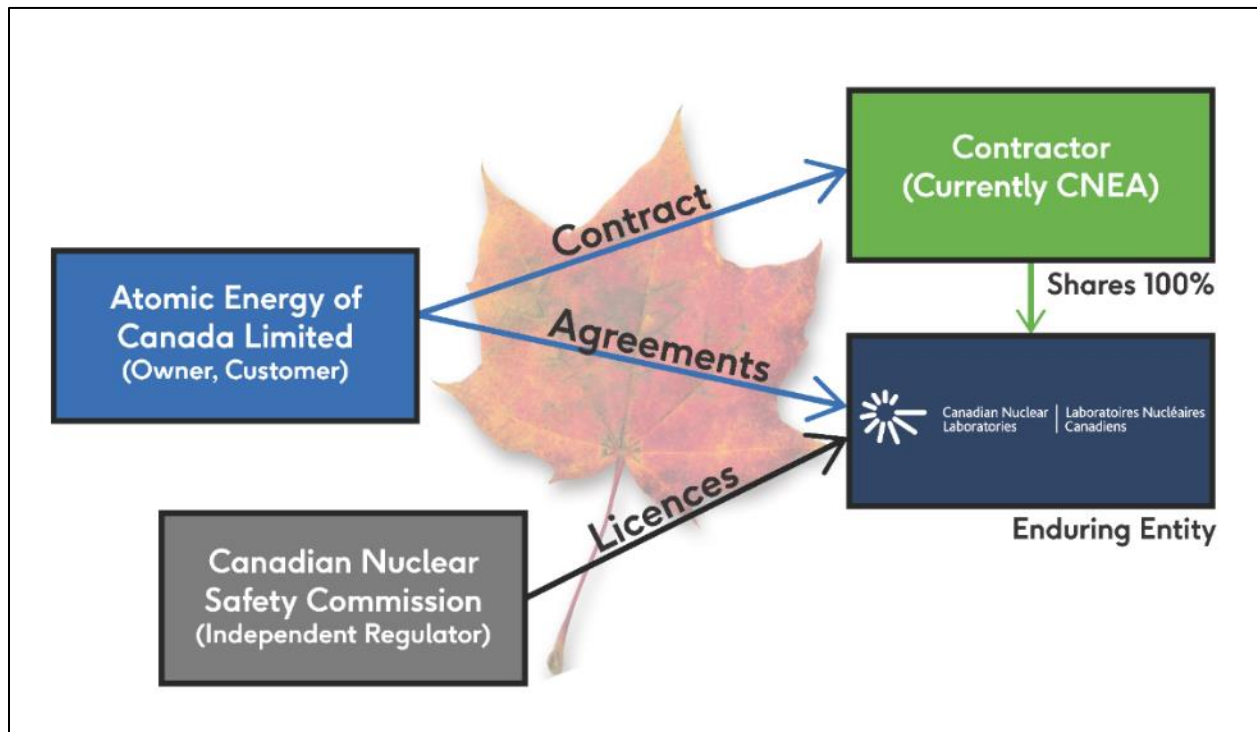 Contractor
(Currently CNEA)
Contract
Shares 100%
Atomic Energy of
Canada Limited
(Owner, Customer)
Agreements
Canadian Nuclear
Laboratories
Laboratoires Nucléaires
Canadiens
Licences
Enduring Entity
Canadian Nuclear
Safety Commission
(Independent Regulator)